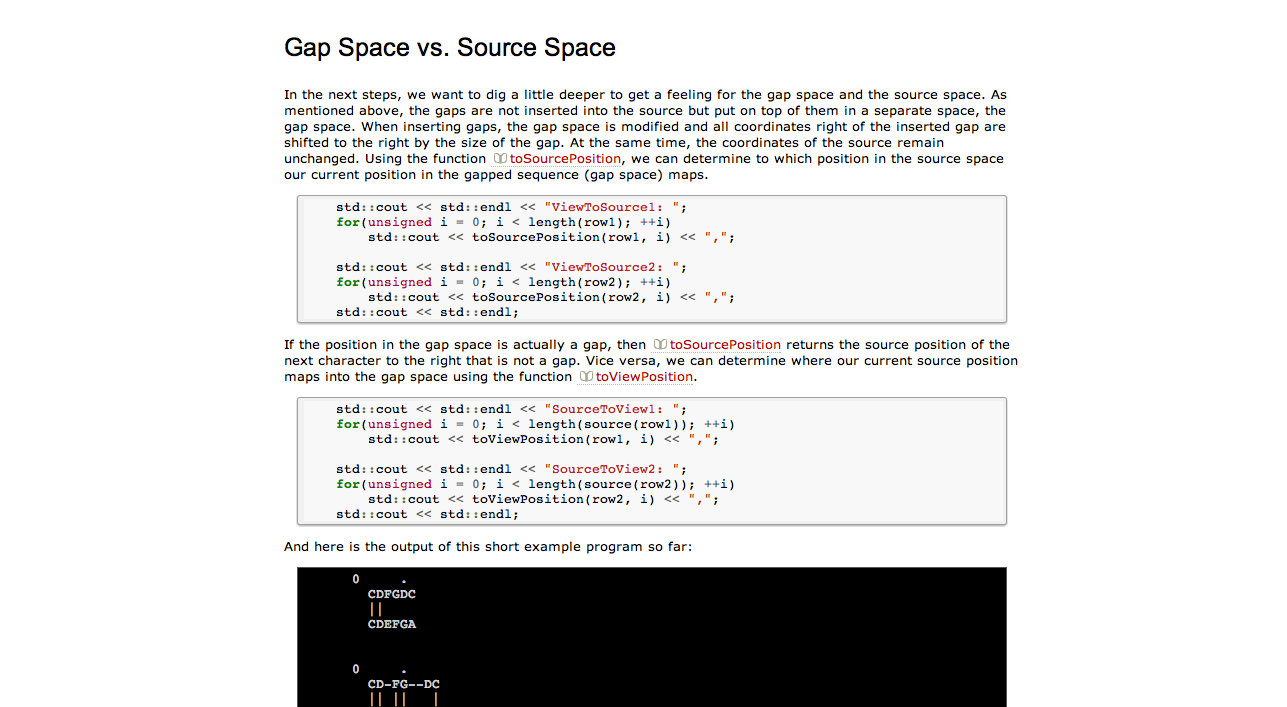 Gap Space vs. Source Space
In the next steps, we want to dig a little deeper to get a feeling for the gap space and the source space. As
mentioned above, the gaps are not inserted into the source but put on top of them in a separate space, the
gap space. When inserting gaps, the gap space is modified and all coordinates right of the inserted gap are
shifted to the right by the size of the gap. At the same time, the coordinates of the source remain
unchanged. Using the function toSourcePosition, we can determine to which position in the source space
our current position in the gapped sequence (gap space) maps.
std::cout << std::endl << "ViewToSource1: ";
for(unsigned i = 0; i < length(row1); ++i)
std::cout << toSourcePosition(row1, i) << ",";
std::cout << std::endl << "ViewToSource2: ";
for(unsigned i = 0; i < length(row2); ++i)
std::cout << toSourcePosition(row2, i) << ",";
std::cout << std::endl;
If the position in the gap space is actually a gap, then toSourcePosition returns the source position of the
next character to the right that is not a gap. Vice versa, we can determine where our current source position
maps into the gap space using the function toViewPosition.
std::cout << std::endl << "SourceToView1: ";
for(unsigned i = 0; i < length(source(row1)); ++i)
std::cout << toViewPosition(row1, i) << ",";
std::cout << std::endl << "SourceToView2: ";
for(unsigned i = 0; i < length(source(row2)); ++i)
std::cout << toViewPosition(row2, i) << ",";
std::cout << std::endl;
And here is the output of this short example program so far:
0 .
CDFGDC
||
CDEFGA
0 .
CD-FG--DC
|| || |